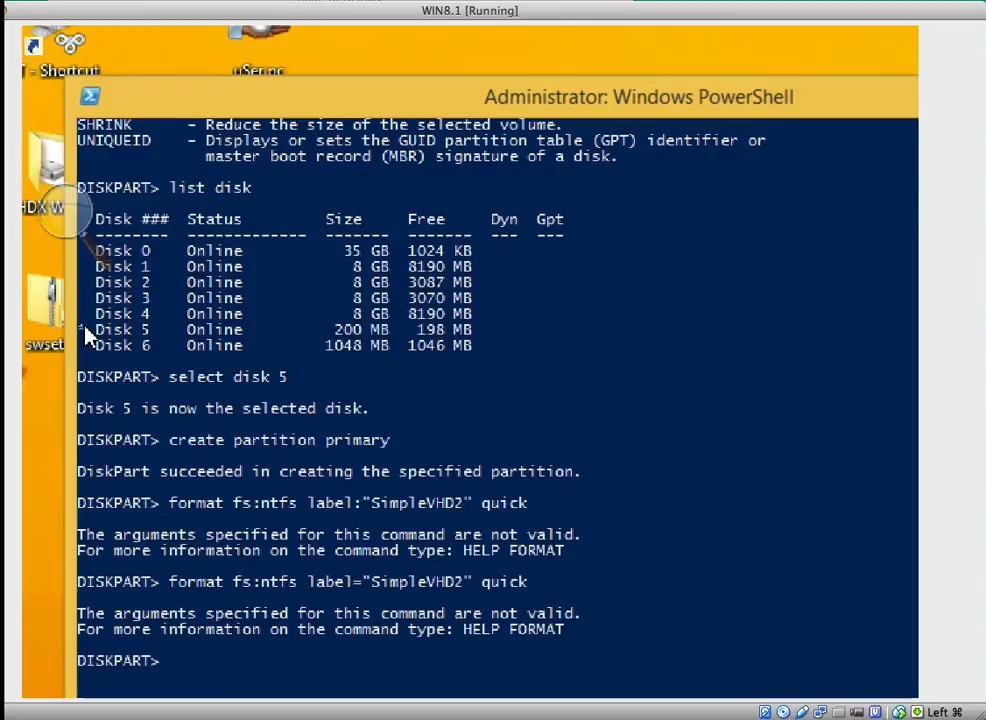 WIN8.1 [Running]
- Shortcut
uSer.pc
Administrator: Windows PowerShell
SHRINK      - Reduce the size of the selected volume.
UNIQUEID    - Displays or sets the GUID partition table (GPT) identifier or
master boot record (MBR) signature of a disk.
DISKPART> list disk
Disk ###  Status         Size     Free     Dyn  Gpt
--------  -------------  -------  -------  ---  ---
Disk 0    Online           35 GB  1024 KB
Disk 1    Online            8 GB  8190 MB
Disk 2    Online            8 GB  3087 MB
Disk 3    Online            8 GB  3070 MB
Disk 4    Online            8 GB  8190 MB
* Disk 5    Online          200 MB   198 MB
Disk 6    Online         1048 MB  1046 MB
DISKPART> select disk 5
Disk 5 is now the selected disk.
DISKPART> create partition primary
DiskPart succeeded in creating the specified partition.
DISKPART> format fs:ntfs label:"SimpleVHD2" quick
The arguments specified for this command are not valid.
For more information on the command type: HELP FORMAT
DISKPART> format fs:ntfs label="SimpleVHD2" quick
The arguments specified for this command are not valid.
For more information on the command type: HELP FORMAT
DISKPART>
HDX W
swset
Left ⌘